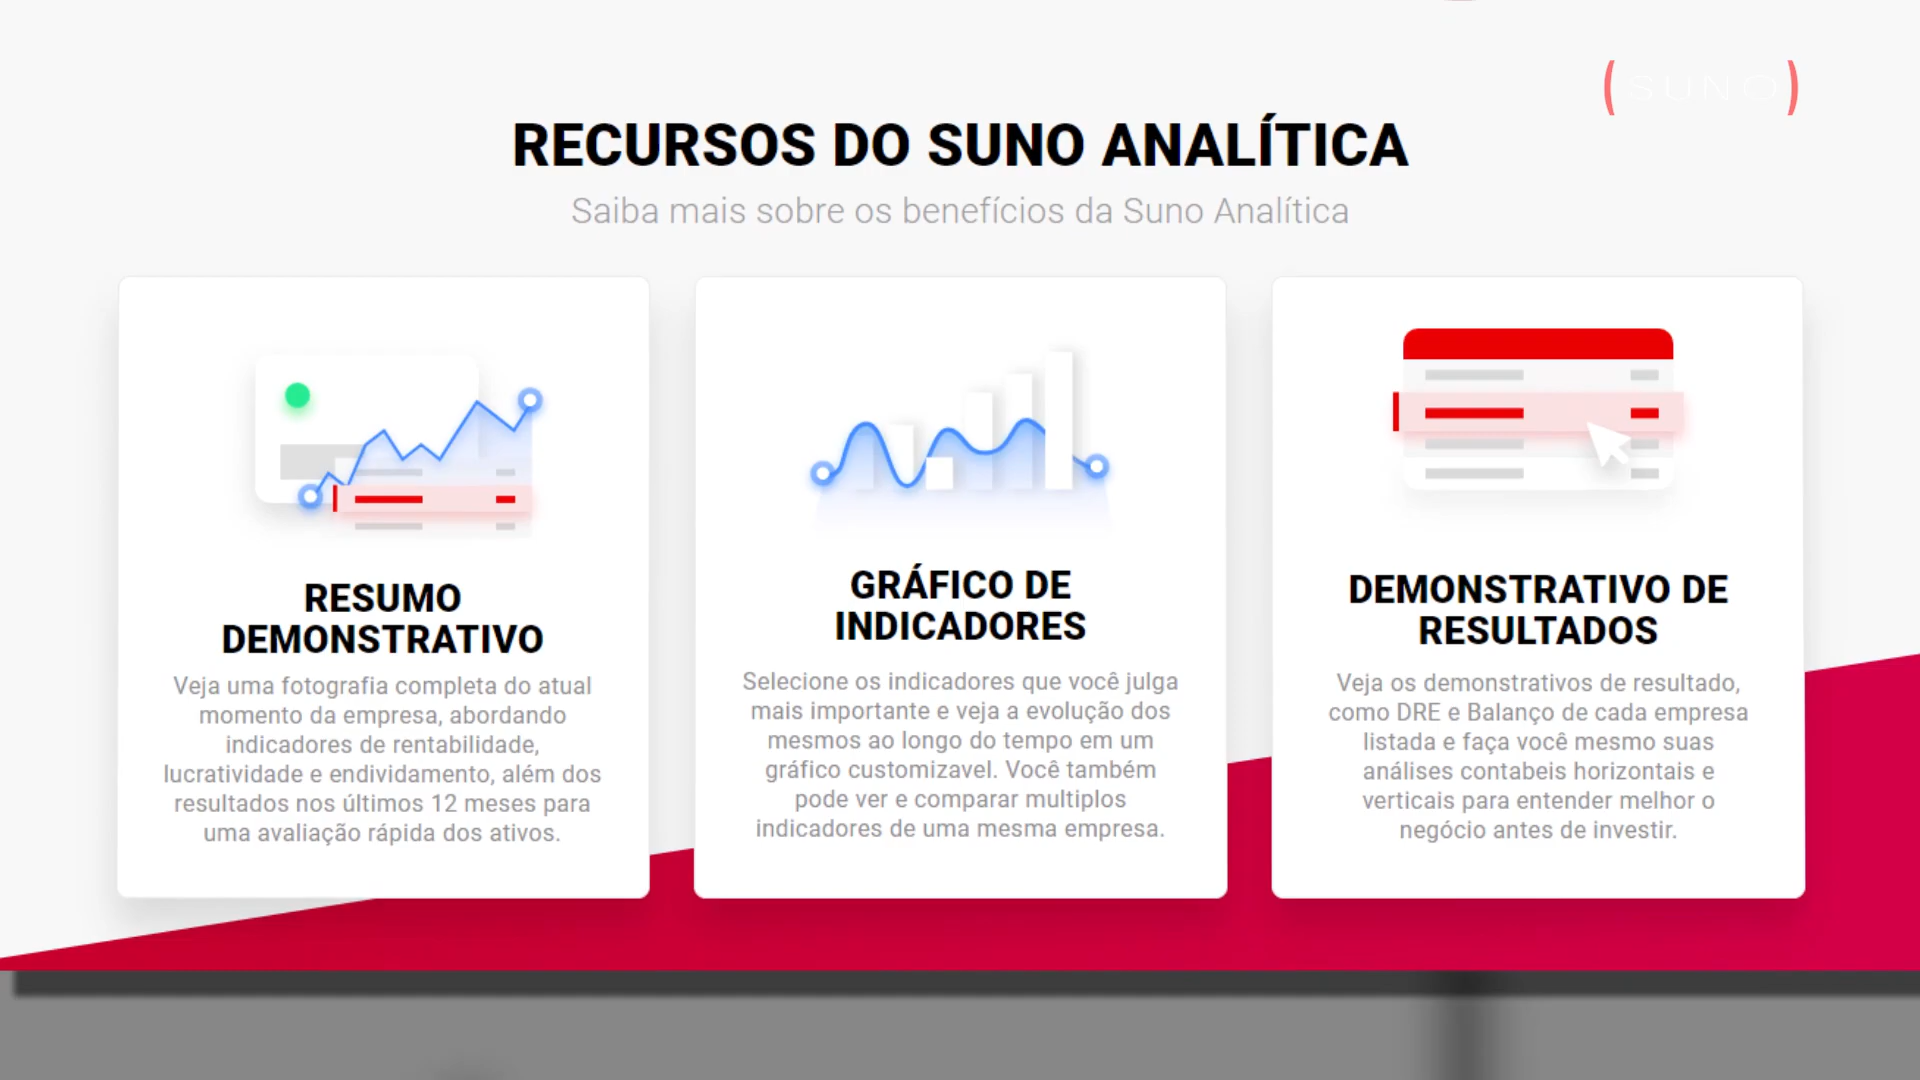 ( SUNO )
RECURSOS DO SUNO ANALÍTICA
Saiba mais sobre os benefícios da Suno Analítica
RESUMO
DEMONSTRATIVO
Veja uma fotografia completa do atual
momento da empresa, abordando
indicadores de rentabilidade,
lucratividade e endividamento, além dos
resultados nos últimos 12 meses para
uma avaliação rápida dos ativos.
GRÁFICO DE
INDICADORES
Selecione os indicadores que você julga
mais importante e veja a evolução dos
mesmos ao longo do tempo em um
gráfico customizavel. Você também
pode ver e comparar multiplos
indicadores de uma mesma empresa.
DEMONSTRATIVO DE
RESULTADOS
Veja os demonstrativos de resultado,
como DRE e Balanço de cada empresa
listada e faça você mesmo suas
análises contabeis horizontais e
verticais para entender melhor o
negócio antes de investir.